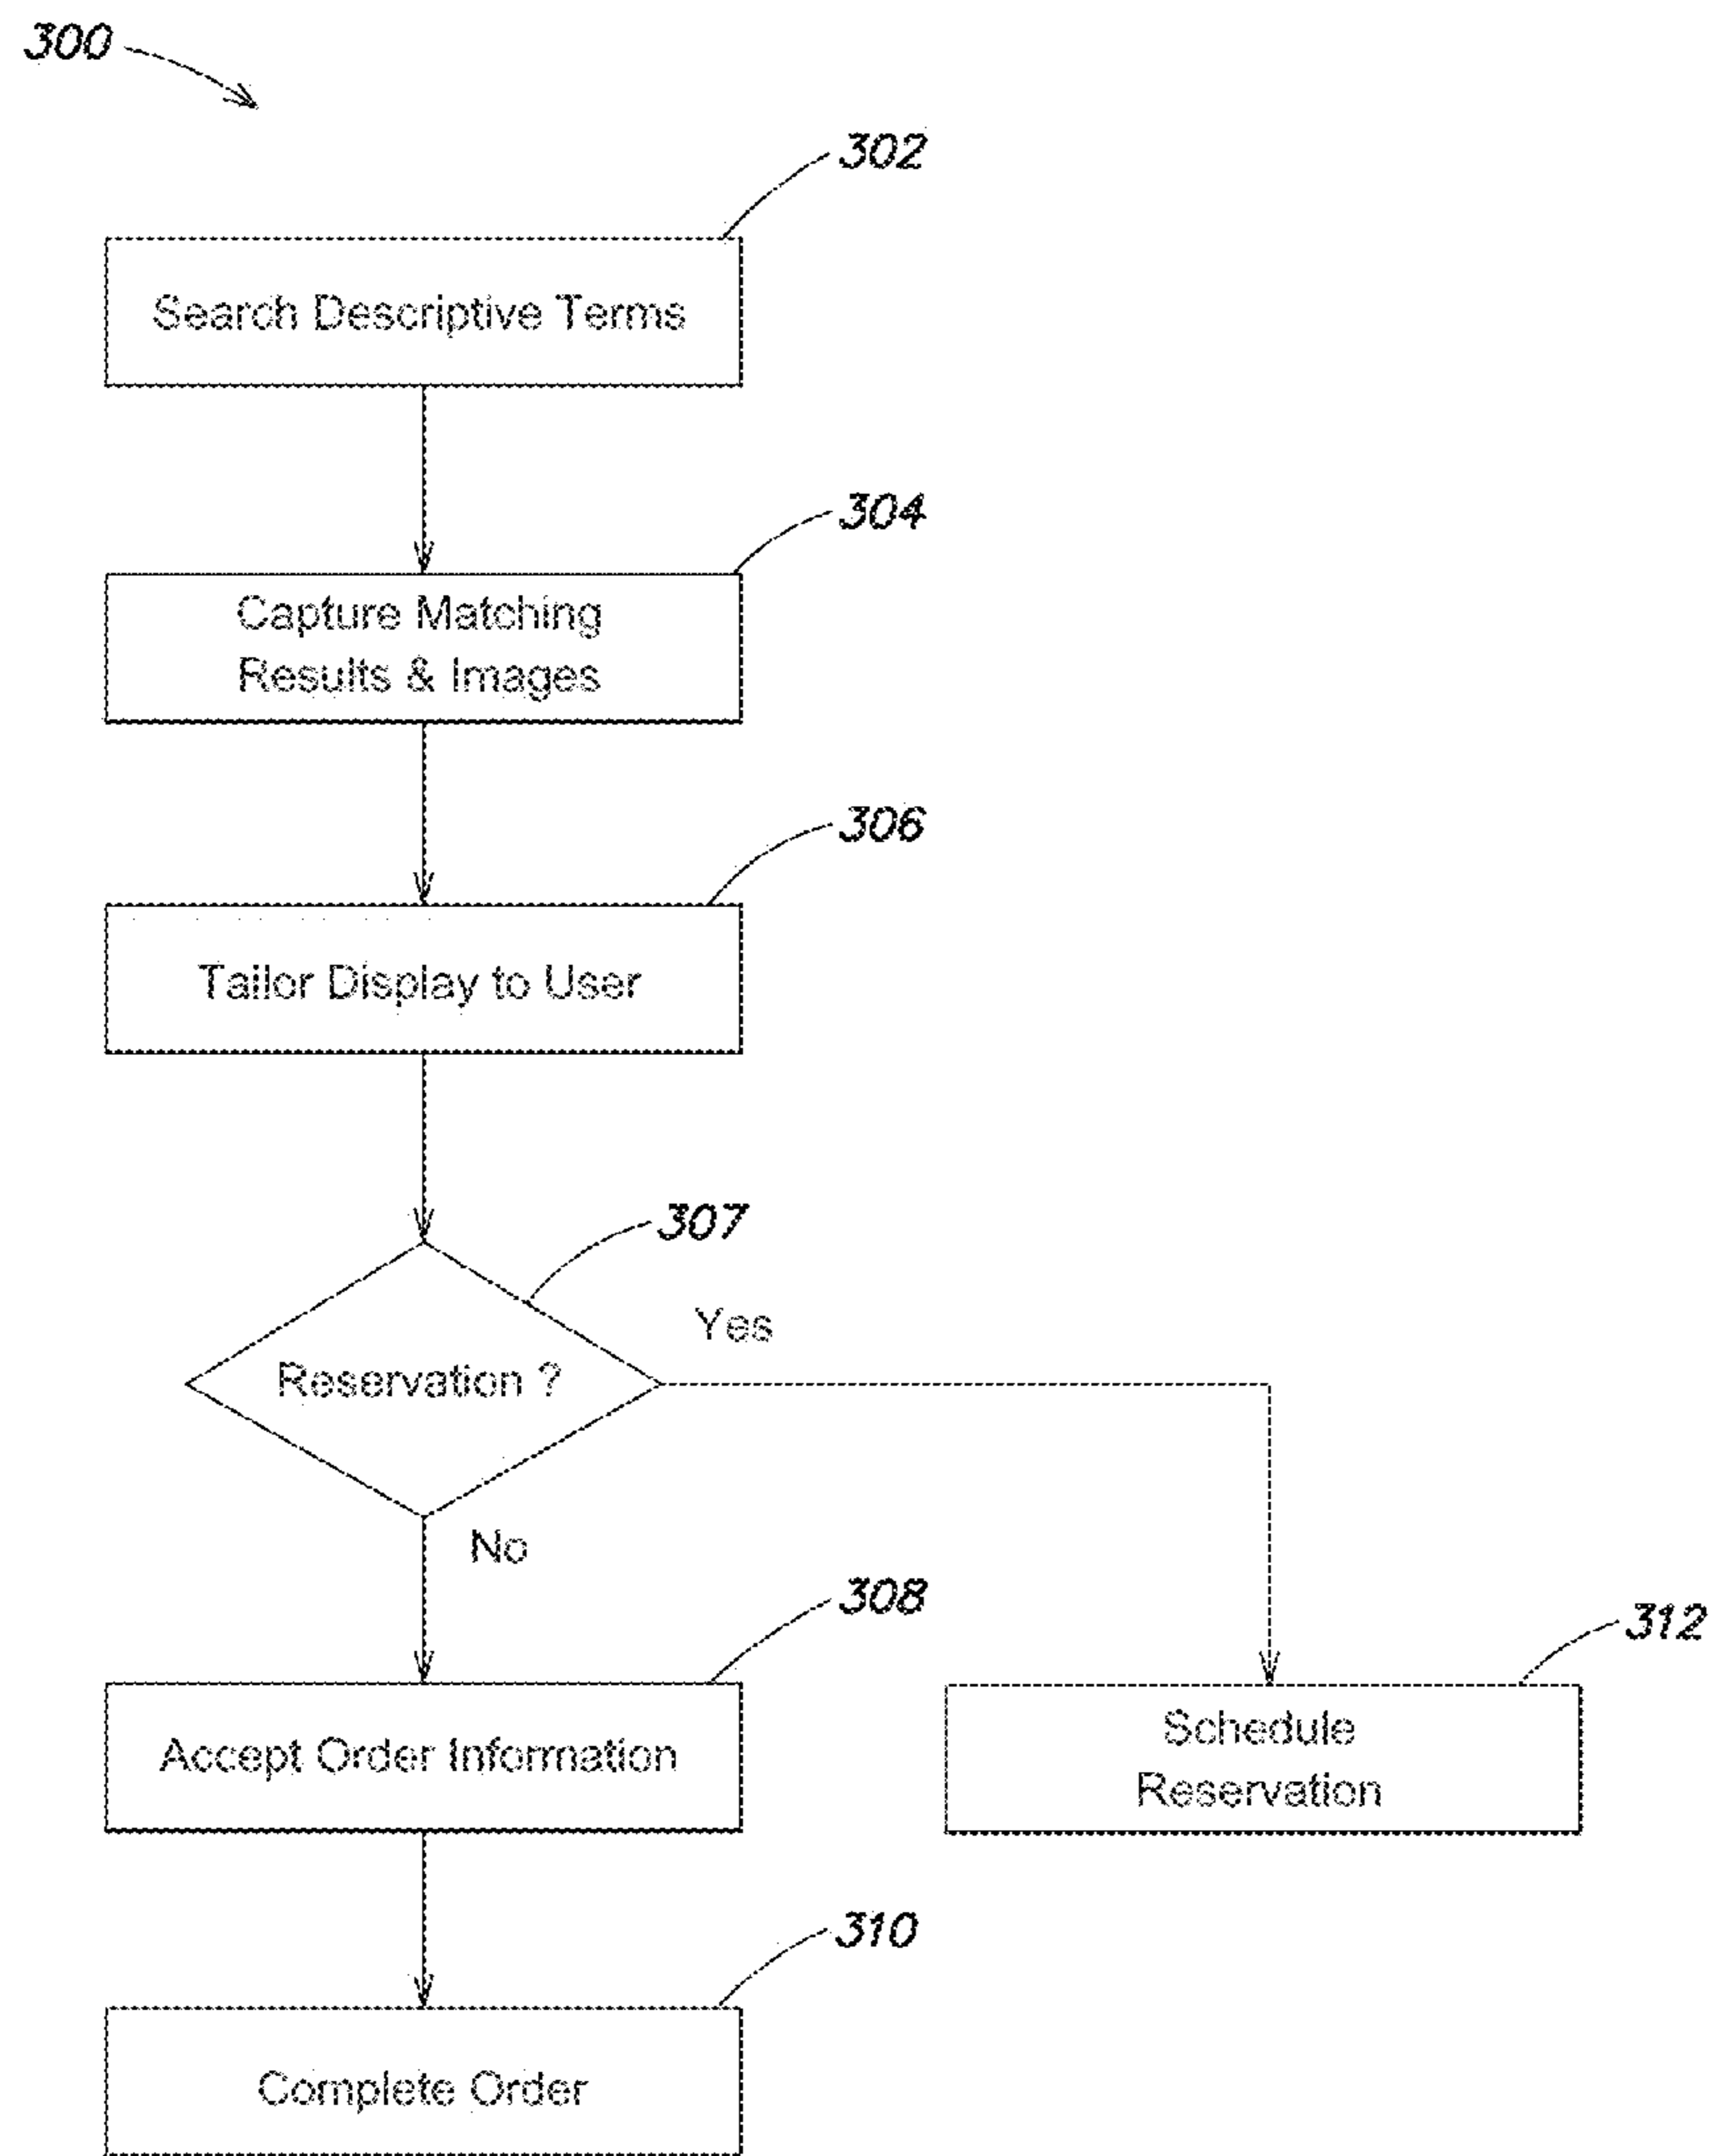 300
302
Search Descriptive Terms
304
Capture Matching
Results & Images
306
Tailor Display to User
307
Yes
Reservation ?
No
308
Accept Order Information
312
Schedule
Reservation
310
Complete Order